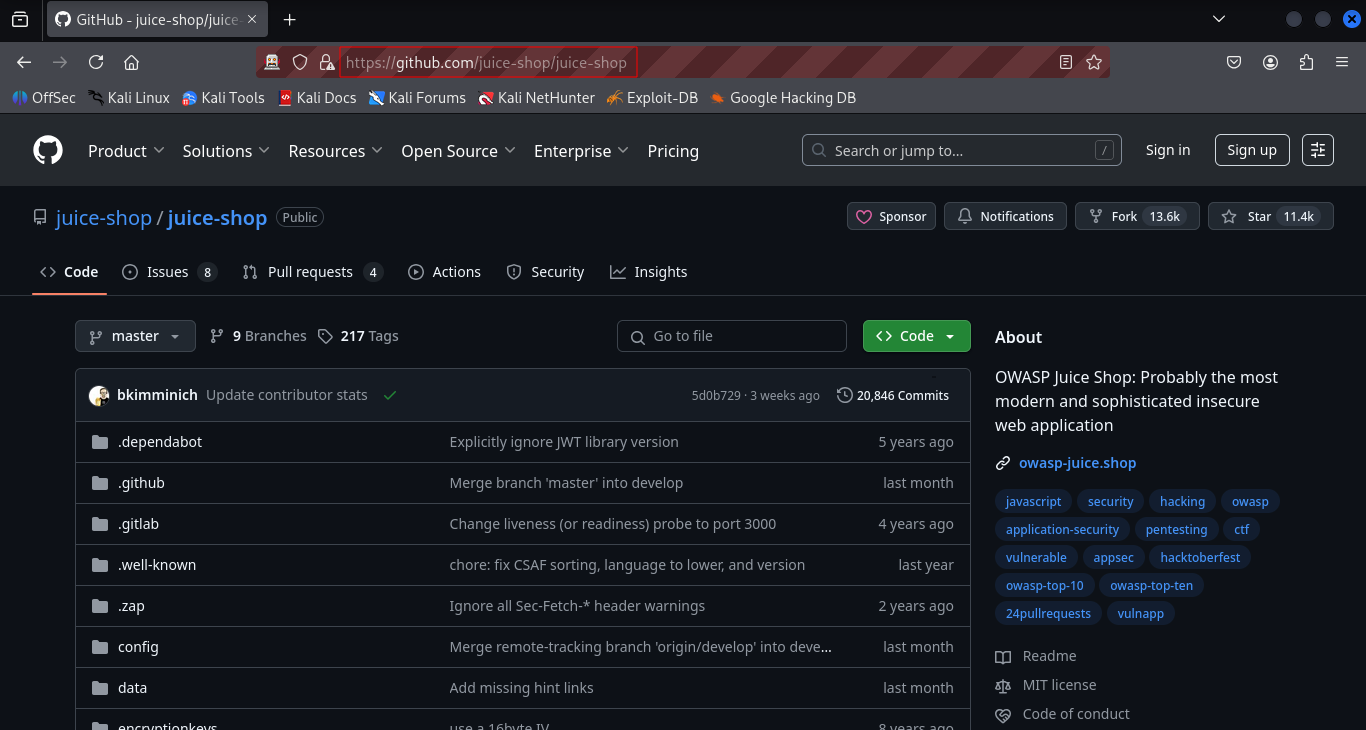 GitHub - juice-shop/juice-
https://github.com/juice-shop/juice-shop
OffSec Kali Linux Kali Tools Kali Docs Kali Forums Kali NetHunter Exploit-DB Google Hacking DB
Product Solutions Resources Open Source Enterprise Pricing Search or jump to... / Sign in Sign up
juice-shop / juice-shop Public Sponsor Notifications Fork 13.6k Star 11.4k
Code Issues 8 Pull requests 4 Actions Security Insights
master 9 Branches 217 Tags Go to file Code
bkimminich Update contributor stats 5d0b729 · 3 weeks ago 20,846 Commits
.dependabot Explicitly ignore JWT library version 5 years ago
.github Merge branch 'master' into develop last month
.gitlab Change liveness (or readiness) probe to port 3000 4 years ago
.well-known chore: fix CSAF sorting, language to lower, and version last year
.zap Ignore all Sec-Fetch-* header warnings 2 years ago
config Merge remote-tracking branch 'origin/develop' into deve... last month
data Add missing hint links last month
encryptionkeys use a 16byte IV 8 years ago
About
OWASP Juice Shop: Probably the most
modern and sophisticated insecure
web application
owasp-juice.shop
javascript security hacking owasp
application-security pentesting ctf
vulnerable appsec hacktoberfest
owasp-top-10 owasp-top-ten
24pullrequests vulnapp
Readme
MIT license
Code of conduct